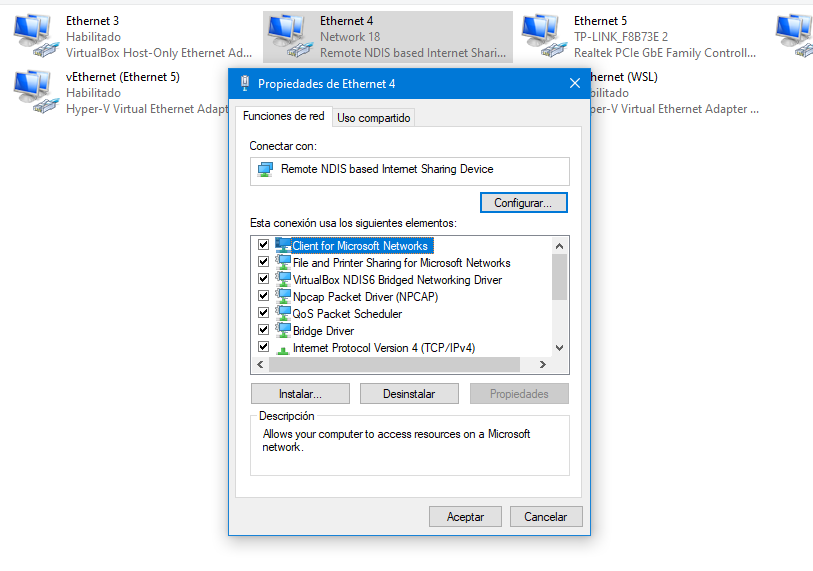 Ethernet 3
Habilitado
VirtualBox Host-Only Ethernet Ad...
Ethernet 4
Network 18
Remote NDIS based Internet Shari...
Ethernet 5
TP-LINK_F8B73E 2
Realtek PCIe GbE Family Controll...
vEthernet (Ethernet 5)
Habilitado
Hyper-V Virtual Ethernet Adapt
hernet (WSL)
bilitado
per-V Virtual Ethernet Adapter ...
Propiedades de Ethernet 4
Funciones de red
Uso compartido
Conectar con:
Remote NDIS based Internet Sharing Device
Configurar...
Esta conexión usa los siguientes elementos:
Client for Microsoft Networks
File and Printer Sharing for Microsoft Networks
VirtualBox NDIS6 Bridged Networking Driver
Npcap Packet Driver (NPCAP)
QoS Packet Scheduler
Bridge Driver
Internet Protocol Version 4 (TCP/IPv4)
Instalar...
Desinstalar
Propiedades
Descripción
Allows your computer to access resources on a Microsoft
network.
Aceptar
Cancelar